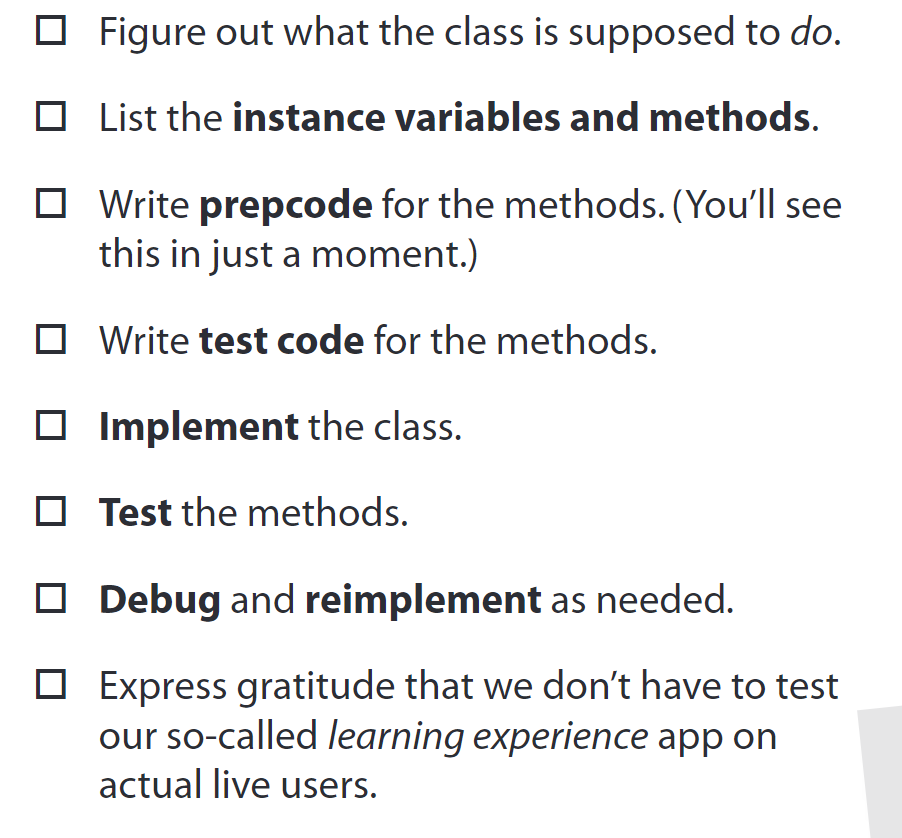 Figure out what the class is supposed to do.
List the instance variables and methods.
Write prepcode for the methods. (You’ll see
this in just a moment.)
Write test code for the methods.
Implement the class.
Test the methods.
Debug and reimplement as needed.
Express gratitude that we don’t have to test
our so-called learning experience app on
actual live users.